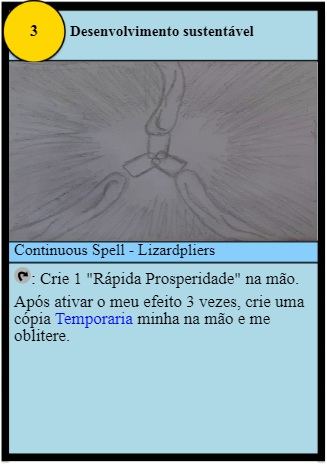 3
Desenvolvimento sustentável
Continuous Spell - Lizardpliers
: Crie 1 "Rápida Prosperidade" na mão.
Após ativar o meu efeito 3 vezes, crie uma
cópia Temporaria minha na mão e me
oblitere.